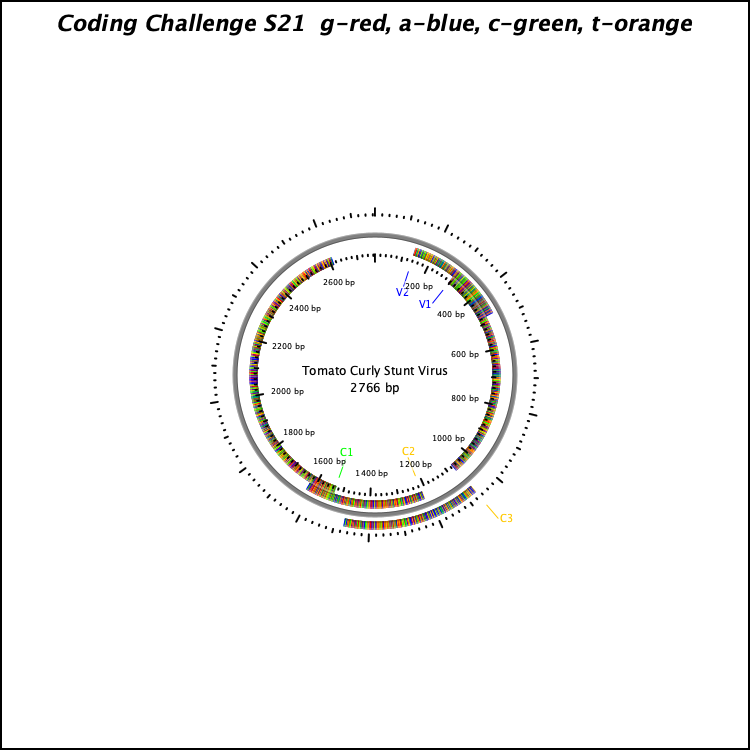 Coding Challenge S21  g-red, a-blue, c-green, t-orange
2600 bp
200 bp
V2
V1
2400 bp
400 bp
2200 bp
600 bp
Tomato Curly Stunt Virus
2766 bp
2000 bp
800 bp
1800 bp
1000 bp
C1
C2
1600 bp
1200 bp
1400 bp
C3